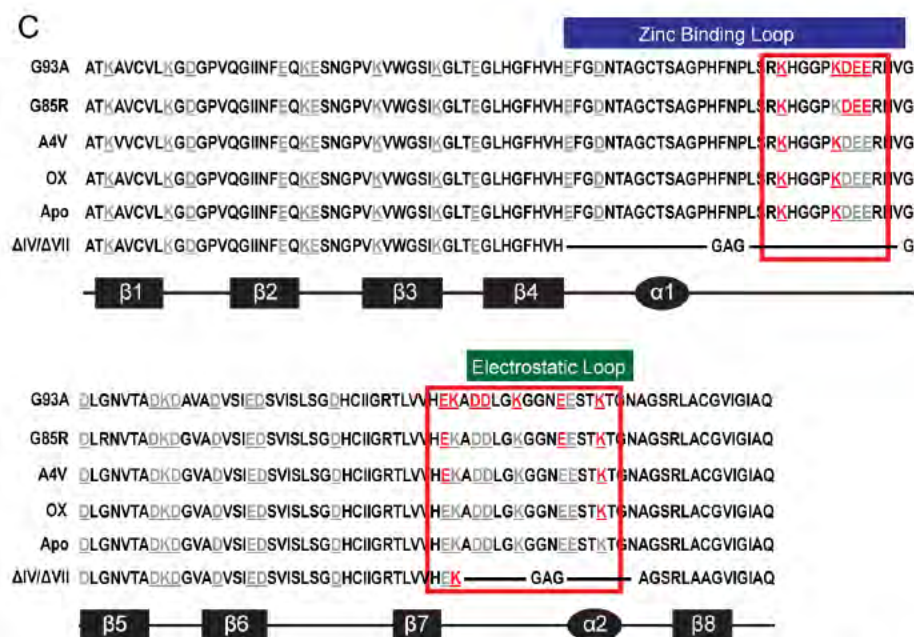 C
Zinc Binding Loop
G93A ATKAVCVLKGDGPVQGIINFEQKESNGPVKVWGSIKGLTEGLHGFHVHEFGDNTAGCTSAGPHFNPLSRKHGGPKDEERHVG
G85R ATKAVCVLKGDGPVQGIINFEQKESNGPVKVWGSIKGLTEGLHGFHVHEFGDNTAGCTSAGPHFNPLSRKHGGPKDEERHVG
A4V ATKVVCVLKGDGPVQGIINFEQKESNGPVKVWGSIKGLTEGLHGFHVHEFGDNTAGCTSAGPHFNPLSRKHGGPKDEERHVG
OX ATKAVCVLKGDGPVQGIINFEQKESNGPVKVWGSIKGLTEGLHGFHVHEFGDNTAGCTSAGPHFNPLSRKHGGPKDEERHVG
Apo ATKAVCVLKGDGPVQGIINFEQKESNGPVKVWGSIKGLTEGLHGFHVHEFGDNTAGCTSAGPHFNPLSRKHGGPKDEERHVG
ΔIV/ΔVII ATKAVCVLKGDGPVQGIINFEQKESNGPVKVWGSIKGLTEGLHGFHVH GAG G
β1 β2 β3 β4 α1
Electrostatic Loop
G93A DLGNVTADKDAVADVSIEDSVISLSGDHCIIGRTLVVHEKADDLGKGGNEESTKTGNAGSRLACGVIGIAQ
G85R DLRNVTADKDGVADVSIEDSVISLSGDHCIIGRTLVVHEKADDLGKGGNEESTKTGNAGSRLACGVIGIAQ
A4V DLGNVTADKDGVADVSIEDSVISLSGDHCIIGRTLVVHEKADDLGKGGNEESTKTGNAGSRLACGVIGIAQ
OX DLGNVTADKDGVADVSIEDSVISLSGDHCIIGRTLVVHEKADDLGKGGNEESTKTGNAGSRLACGVIGIAQ
Apo DLGNVTADKDGVADVSIEDSVISLSGDHCIIGRTLVVHEKADDLGKGGNEESTKTGNAGSRLACGVIGIAQ
ΔIV/ΔVII DLGNVTADKDGVADVSIEDSVISLSGDHCIIGRTLVVHEK GAG AGSRLAAGVIGIAQ
β5 β6 β7 α2 β8